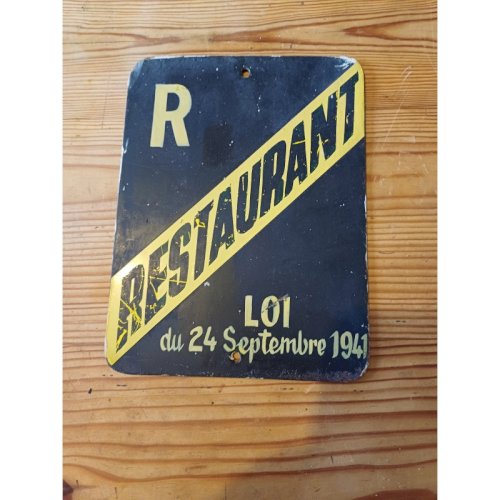 R
RESTAURANT
LOI
du 24 Septembre 1941